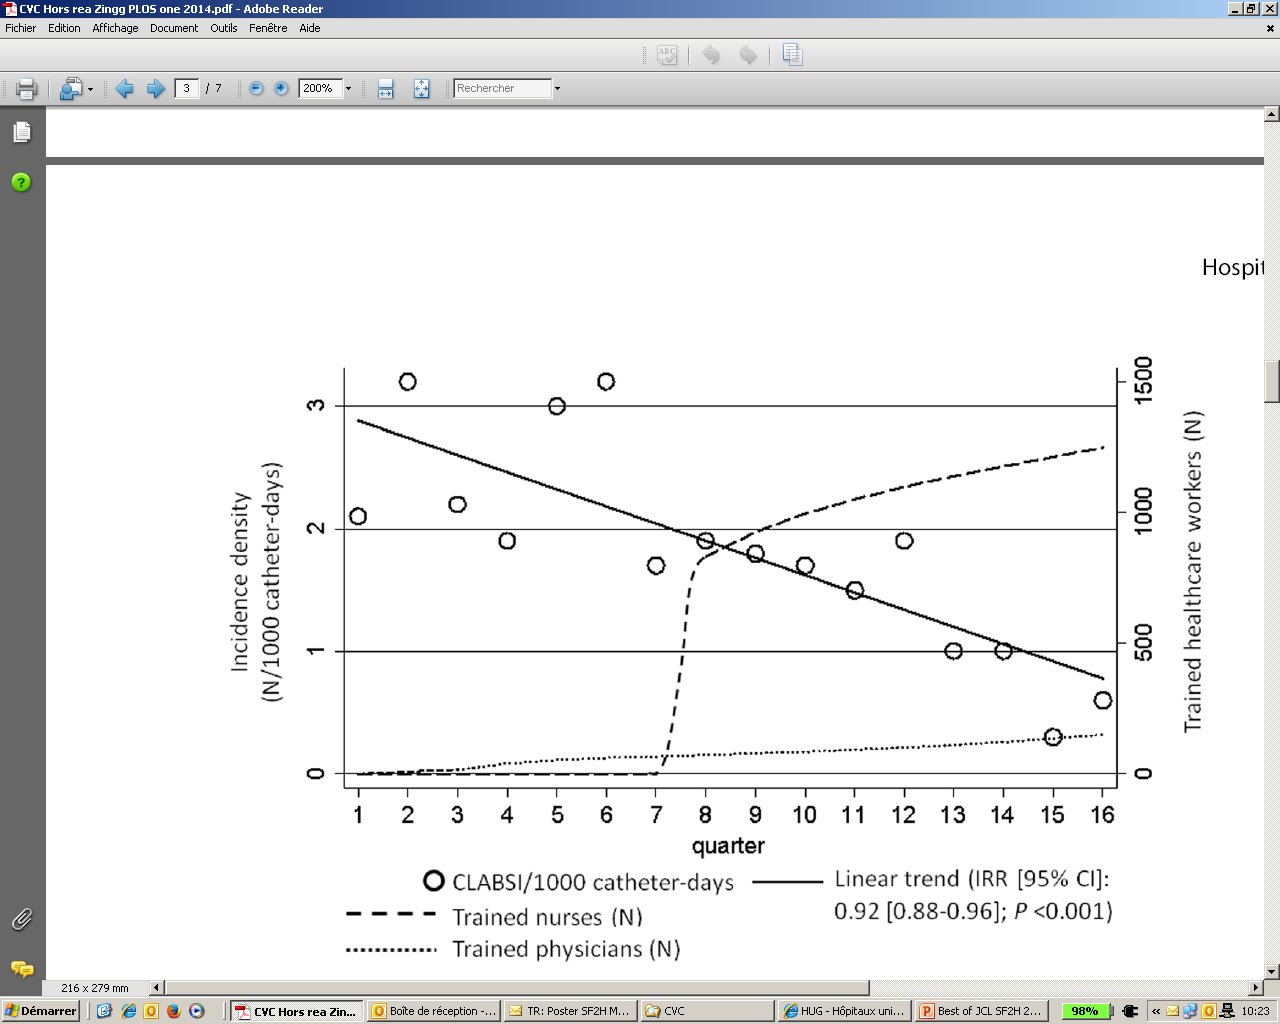 CVC Hors rea Zingg PLOS one 2014.pdf - Adobe Reader
Fichier Edition Affichage Document Outils Fenêtre Aide
ABC
3 / 7 200% Rechercher
Hospit
Incidence density
(N/1000 catheter-days)
3
2
1
0
1500
1000
500
0
Trained healthcare workers (N)
1 2 3 4 5 6 7 8 9 10 11 12 13 14 15 16
quarter
CLABSI/1000 catheter-days
Linear trend (IRR [95% CI]:
0.92 [0.88-0.96]; P <0.001)
Trained nurses (N)
Trained physicians (N)
216 x 279 mm
Démarrer CVC Hors rea Zin... Boîte de réception -... TR: Poster SF2H M... CVC HUG - Hôpitaux uni... Best of JCL SF2H 2... 98% « 10:23